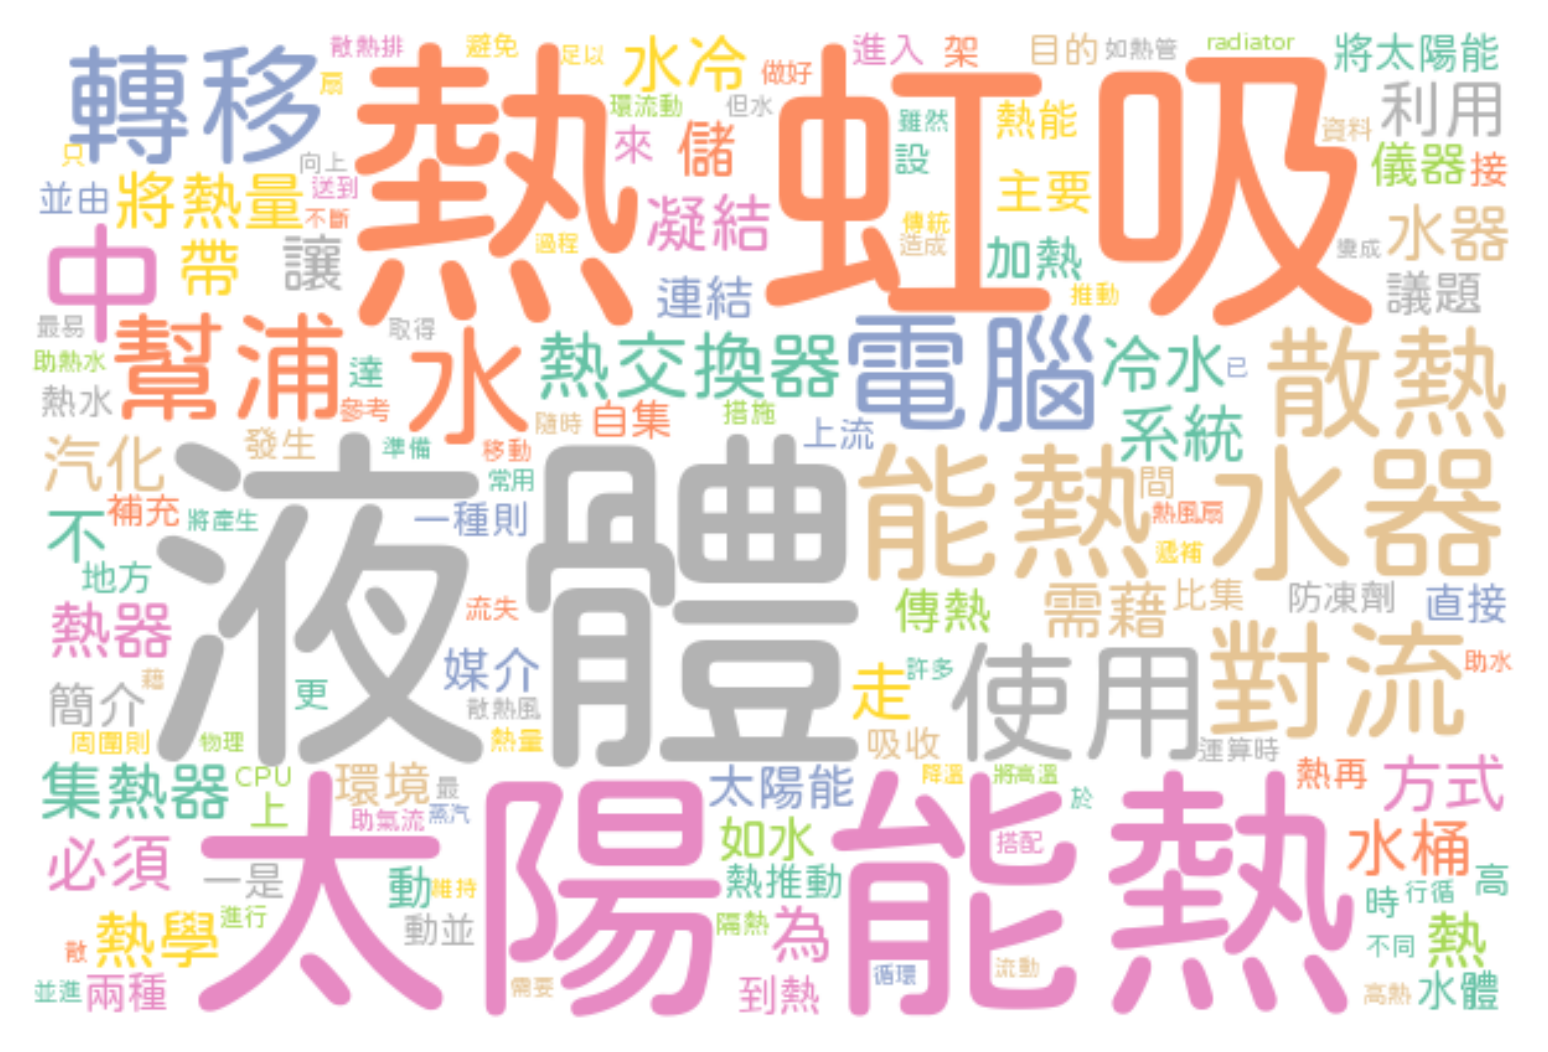 散熱排
避免
足以
水冷
做好
進入
架
目的
如熱管
radiator
將太陽能
轉移
扇
熱虹吸
環流動
但水
雖然
熱能
資料
利用
只
向上
來
儲
設
儀器
接
並由
將熱量
送到
不斷
凝結
主要
傳統
造成
水器
中
帶
讓
過程
加熱
變成
連結
推動
議題
最易
幫浦
取得
水
熱交換器
電腦
冷水
已
散熱
助熱水
達
熱水
參考
隨時
自集
措施
上流
系統
汽化
發生
準備
移動
液體
常用
能熱
間
水器
補充
將產生
一種則
熱風扇
不
遞補
地方
熱器
流失
傳熱
需藉
比集
防凍劑
直接
對流
媒介
走
許多
使用
助水
藉
簡介
更
散熱風
周圍則
物理
熱量
吸收
運算時
集熱器
CPU
環境
最
太陽能
降溫
將高溫
熱再
方式
上
助氣流
蒸汽
於
太陽能熱
如水
搭配
水桶
必須
一是
動
維持
熱推動
時
行循
高
熱學
進行
動並
隔熱
為
散
不同
熱
並進
兩種
需要
到熱
循環
流動
高熱
水體